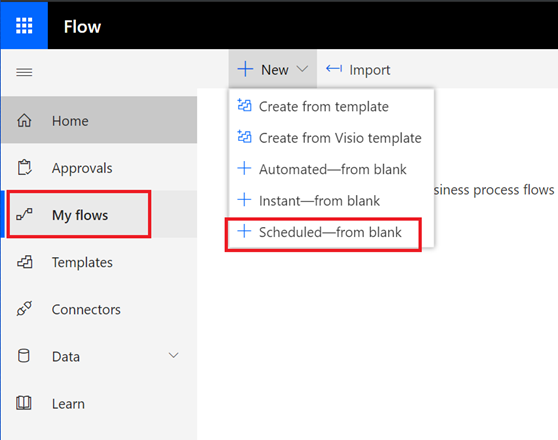 Flow
New
Import
Home
Approvals
My flows
Templates
Connectors
Data
Learn
Create from template
Create from Visio template
Automated—from blank
Instant—from blank
Scheduled—from blank
siness process flows